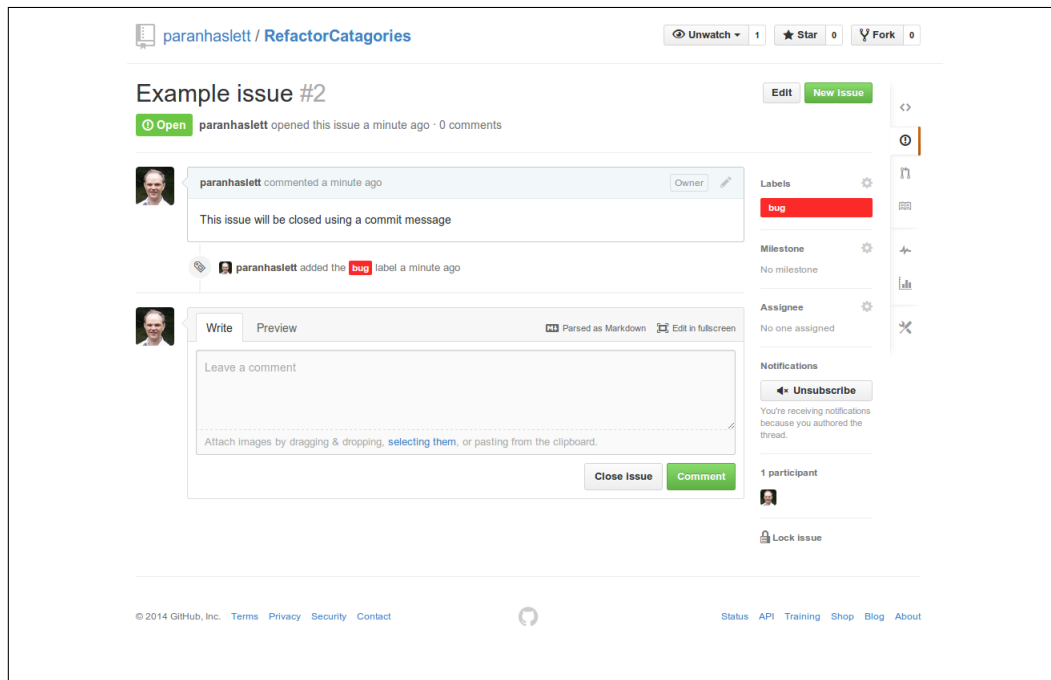 paranhaslett / RefactorCatagories
Unwatch 1 Star 0 Fork 0
Example issue #2
Edit New Issue
Open paranhaslett opened this issue a minute ago · 0 comments
paranhaslett commented a minute ago Owner
This issue will be closed using a commit message
paranhaslett added the bug label a minute ago
Write Preview Parsed as Markdown Edit in fullscreen
Leave a comment
Attach images by dragging & dropping, selecting them, or pasting from the clipboard.
Close issue Comment
Labels
bug
Milestone
No milestone
Assignee
No one assigned
Notifications
Unsubscribe
You're receiving notifications
because you authored the
thread.
1 participant
Lock issue
© 2014 GitHub, Inc. Terms Privacy Security Contact
Status API Training Shop Blog About